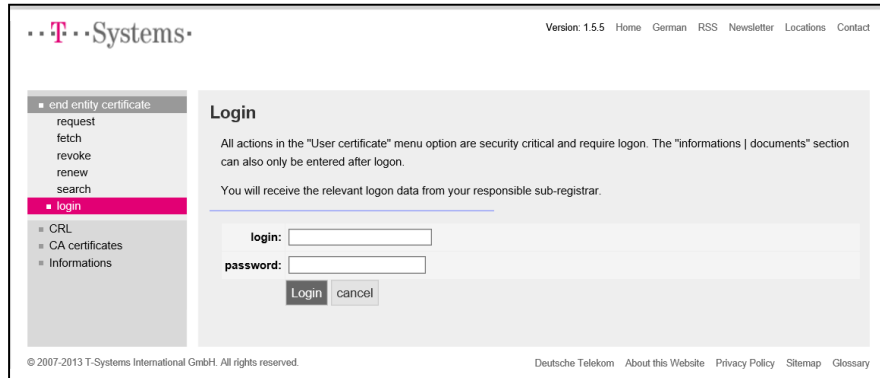 ··T··Systems·
Version: 1.5.5 Home German RSS Newsletter Locations Contact
end entity certificate
request
fetch
revoke
renew
search
login
CRL
CA certificates
Informations
Login
All actions in the "User certificate" menu option are security critical and require logon. The "informations | documents" section
can also only be entered after logon.
You will receive the relevant logon data from your responsible sub-registrar.
login:
password:
Login cancel
© 2007-2013 T-Systems International GmbH. All rights reserved.
Deutsche Telekom About this Website Privacy Policy Sitemap Glossary